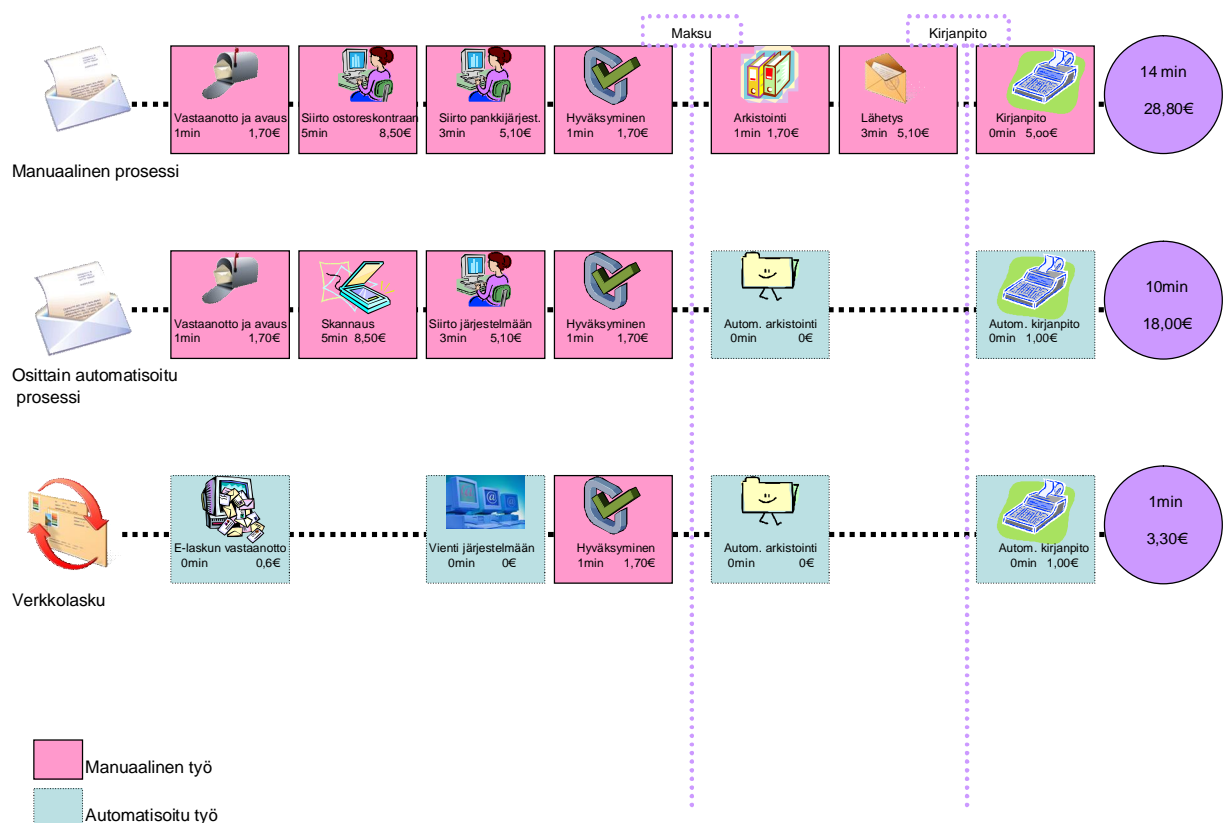 Maksu
Kirjanpito
Vastaanotto ja avaus
1min 1,70€
Siirto ostoreskontraan
5min 8,50€
Siirto pankkijärjest.
3min 5,10€
Hyväksyminen
1min 1,70€
Arkistointi
1min 1,70€
Lähetys
3min 5,10€
Kirjanpito
0min 5,oo€
14 min
28,80€
Manuaalinen prosessi
Vastaanotto ja avaus
1min 1,70€
Skannaus
5min 8,50€
Siirto järjestelmään
3min 5,10€
Hyväksyminen
1min 1,70€
Autom. arkistointi
0min 0€
Autom. kirjanpito
0min 1,00€
10min
18,00€
Osittain automatisoitu
prosessi
E-laskun vastaanotto
0min 0,6€
Vienti järjestelmään
0min 0€
Hyväksyminen
1min 1,70€
Autom. arkistointi
0min 0€
Autom. kirjanpito
0min 1,00€
1min
3,30€
Verkkolasku
Manuaalinen työ
Automatisoitu työ